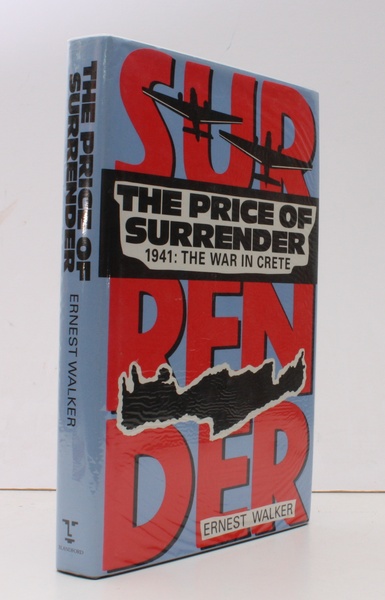 SUR
THE PRICE OF
SURRENDER
1941: THE WAR IN CRETE
REN
DER
ERNEST WALKER
THE PRICE OF
SURRENDER
ERNEST WALKER
BLANDFORD